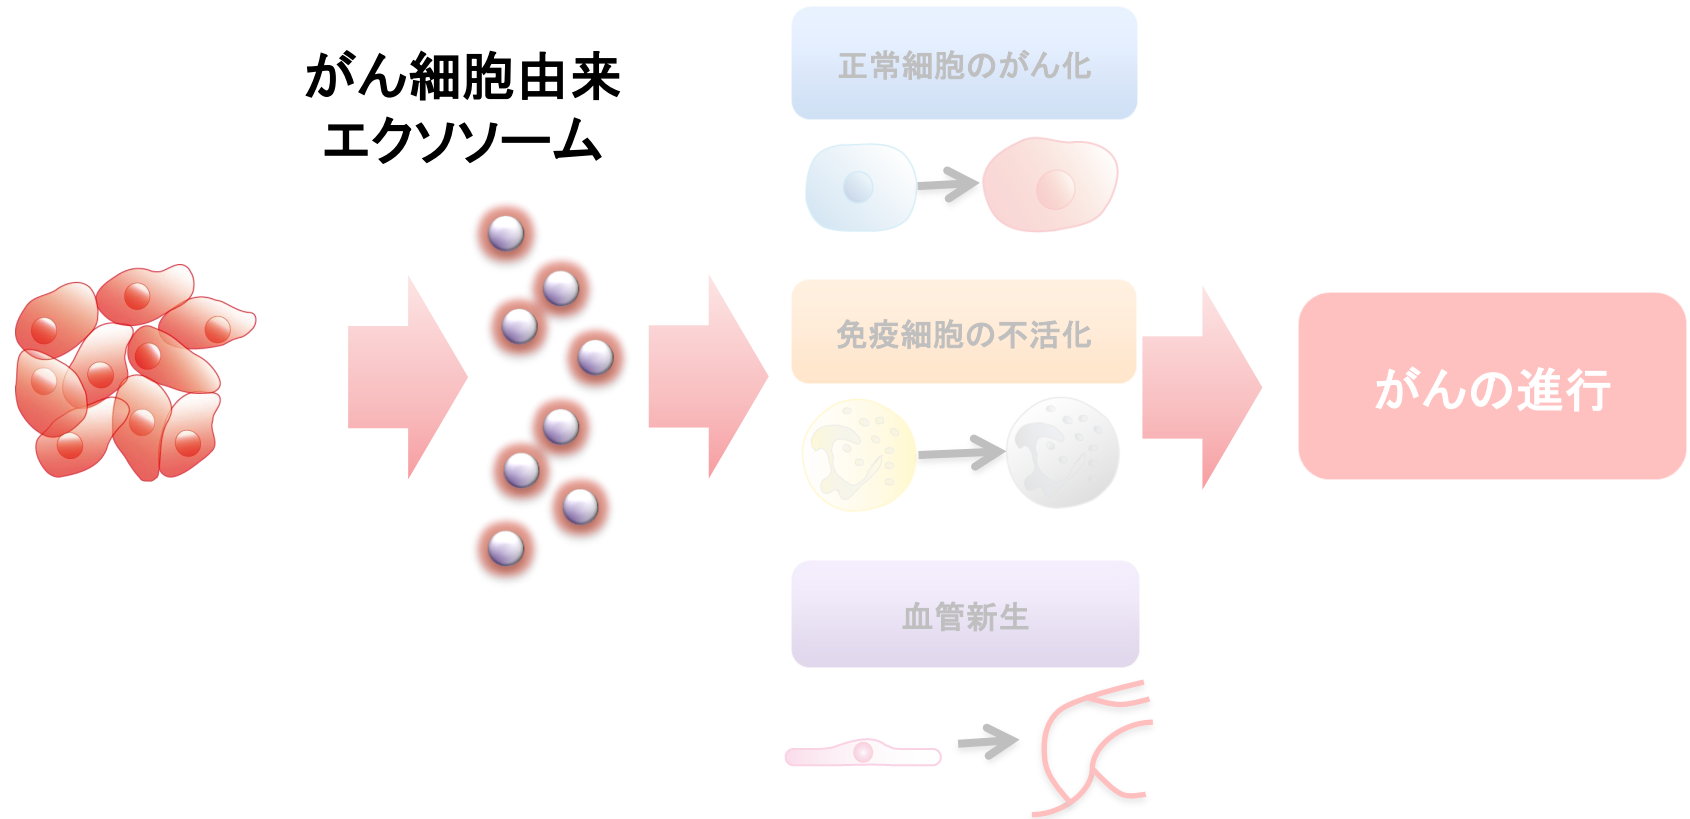 がん細胞由来
エクソソーム
正常細胞のがん化
免疫細胞の不活化
血管新生
がんの進行